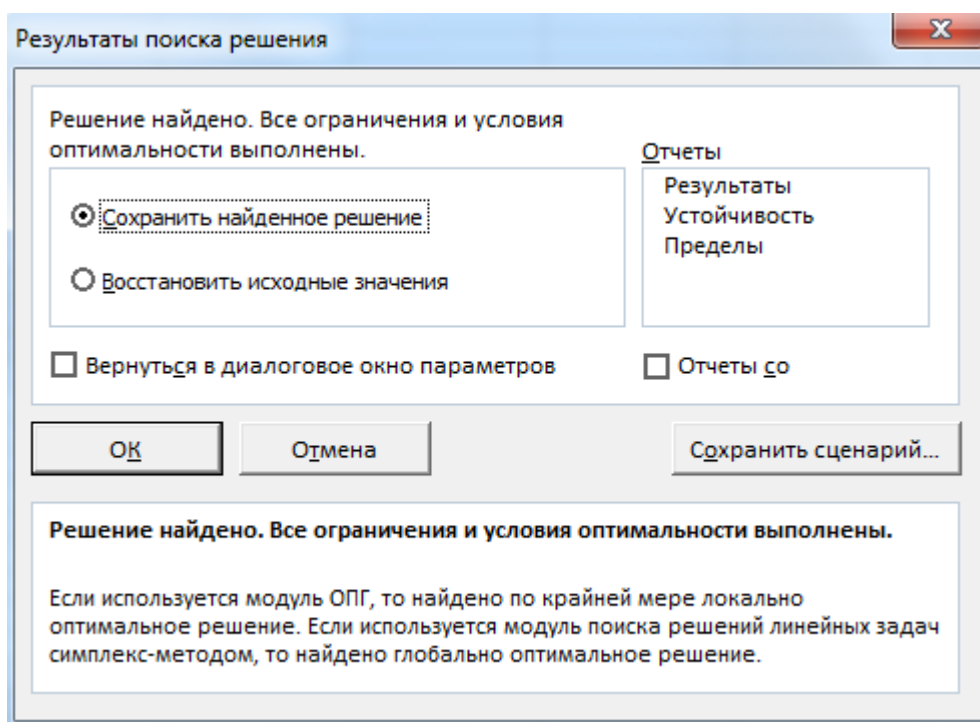 Результаты поиска решения
Решение найдено. Все ограничения и условия
оптимальности выполнены.
Отчеты
Сохранить найденное решение
Восстановить исходные значения
Результаты
Устойчивость
Пределы
Вернуться в диалоговое окно параметров
Отчеты со
ОК
Отмена
Сохранить сценарий...
Решение найдено. Все ограничения и условия оптимальности выполнены.
Если используется модуль ОПГ, то найдено по крайней мере локально
оптимальное решение. Если используется модуль поиска решений линейных задач
симплекс-методом, то найдено глобально оптимальное решение.